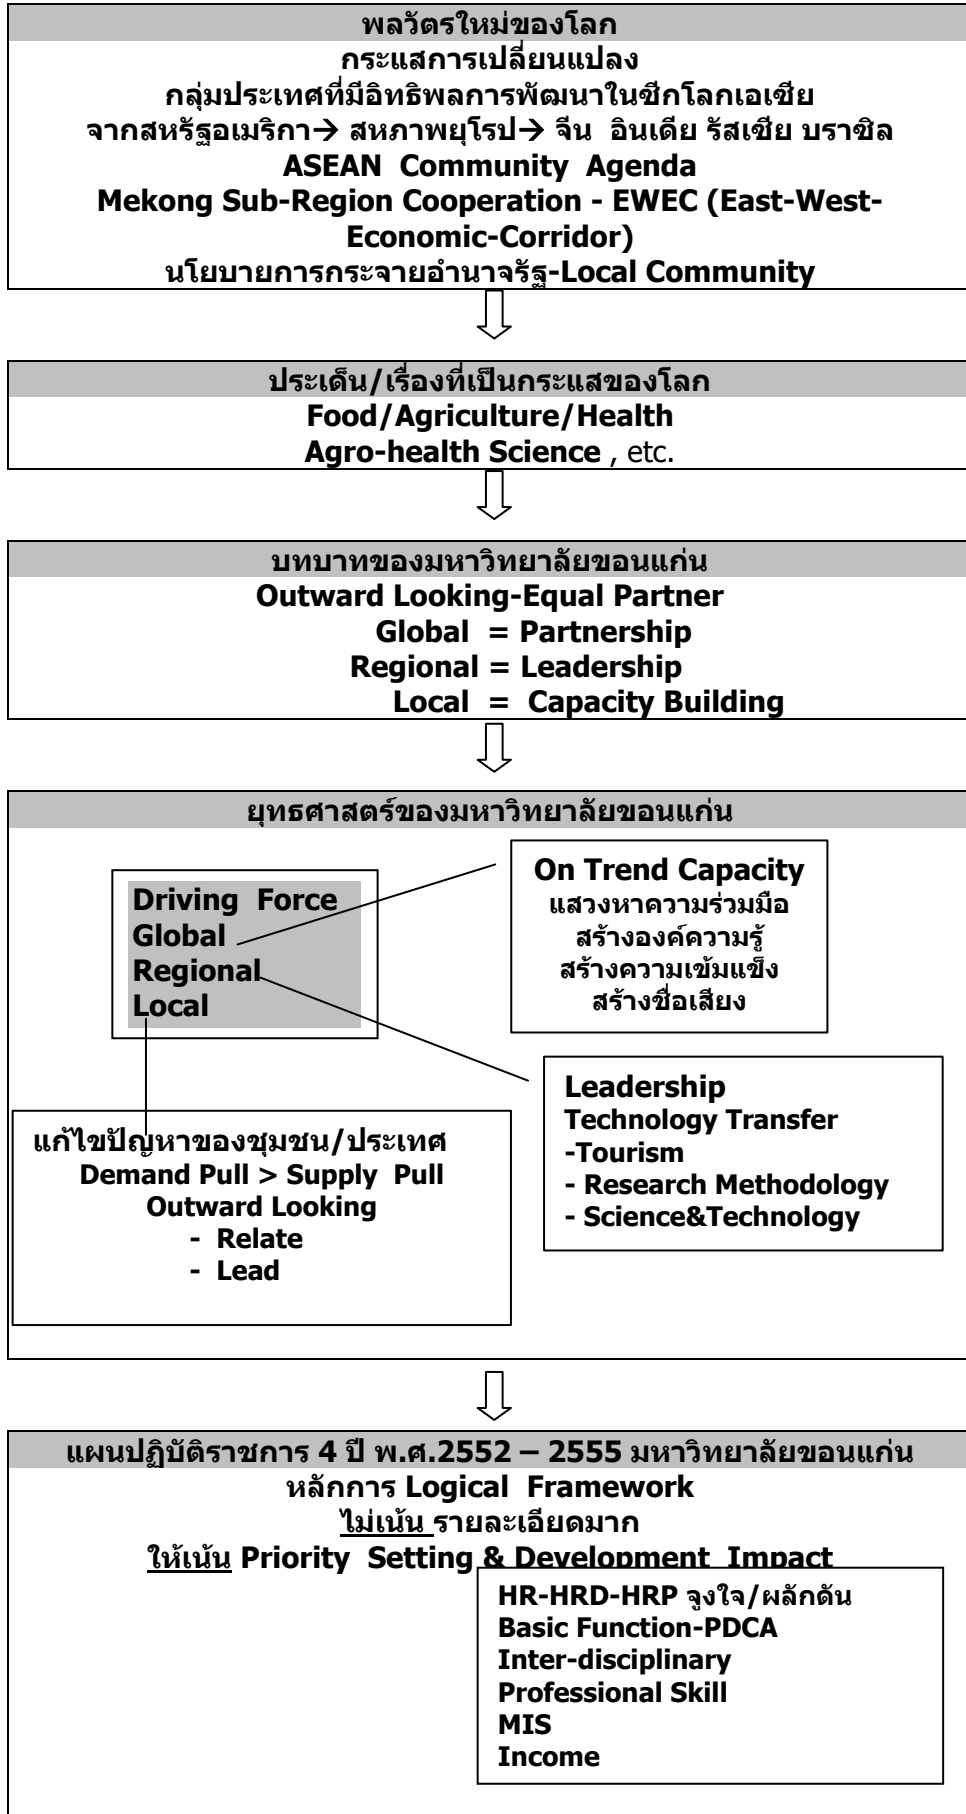 พลวัตรใหม่ของโลก
กระแสการเปลี่ยนแปลง
กลุ่มประเทศที่มีอิทธิพลการพัฒนาในซีกโลกเอเซีย
จากสหรัฐอเมริกา→ สหภาพยุโรป→ จีน อินเดีย รัสเซีย บราซิล
ASEAN Community Agenda
Mekong Sub-Region Cooperation - EWEC (East-West-
Economic-Corridor)
นโยบายการกระจายอำนาจรัฐ-Local Community
ประเด็น/เรื่องที่เป็นกระแสของโลก
Food/Agriculture/Health
Agro-health Science , etc.
บทบาทของมหาวิทยาลัยขอนแก่น
Outward Looking-Equal Partner
Global = Partnership
Regional = Leadership
Local = Capacity Building
ยุทธศาสตร์ของมหาวิทยาลัยขอนแก่น
Driving Force
Global
Regional
Local
On Trend Capacity
แสวงหาความร่วมมือ
สร้างองค์ความรู้
สร้างความเข้มแข็ง
สร้างชื่อเสียง
Leadership
Technology Transfer
-Tourism
- Research Methodology
- Science&Technology
แก้ไขปัญหาของชุมชน/ประเทศ
Demand Pull > Supply Pull
Outward Looking
- Relate
- Lead
แผนปฏิบัติราชการ 4 ปี พ.ศ.2552 – 2555 มหาวิทยาลัยขอนแก่น
หลักการ Logical Framework
ไม่เน้น รายละเอียดมาก
ให้เน้น Priority Setting & Development Impact
HR-HRD-HRP จูงใจ/ผลักดัน
Basic Function-PDCA
Inter-disciplinary
Professional Skill
MIS
Income